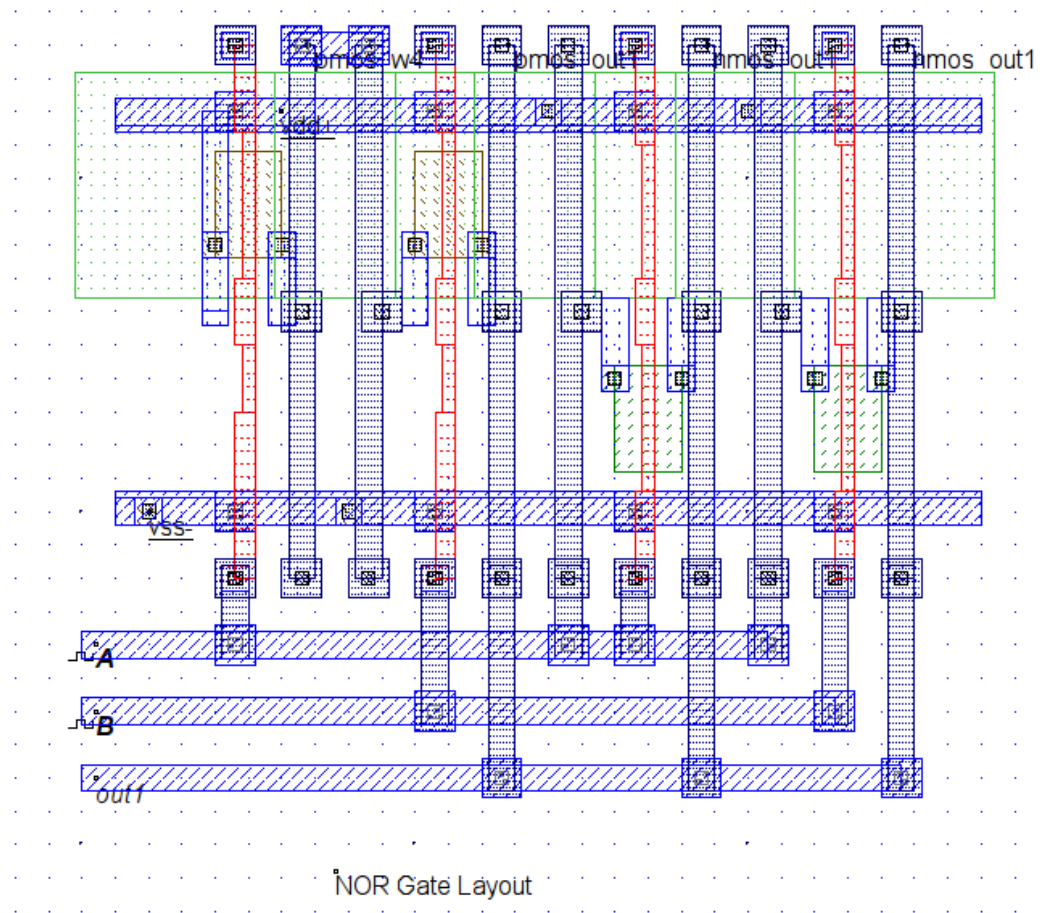 pmos_w4 pmos_out1 nmos_out1 nmos_out1
vdd+
vss-
A
B
out1
NOR Gate Layout